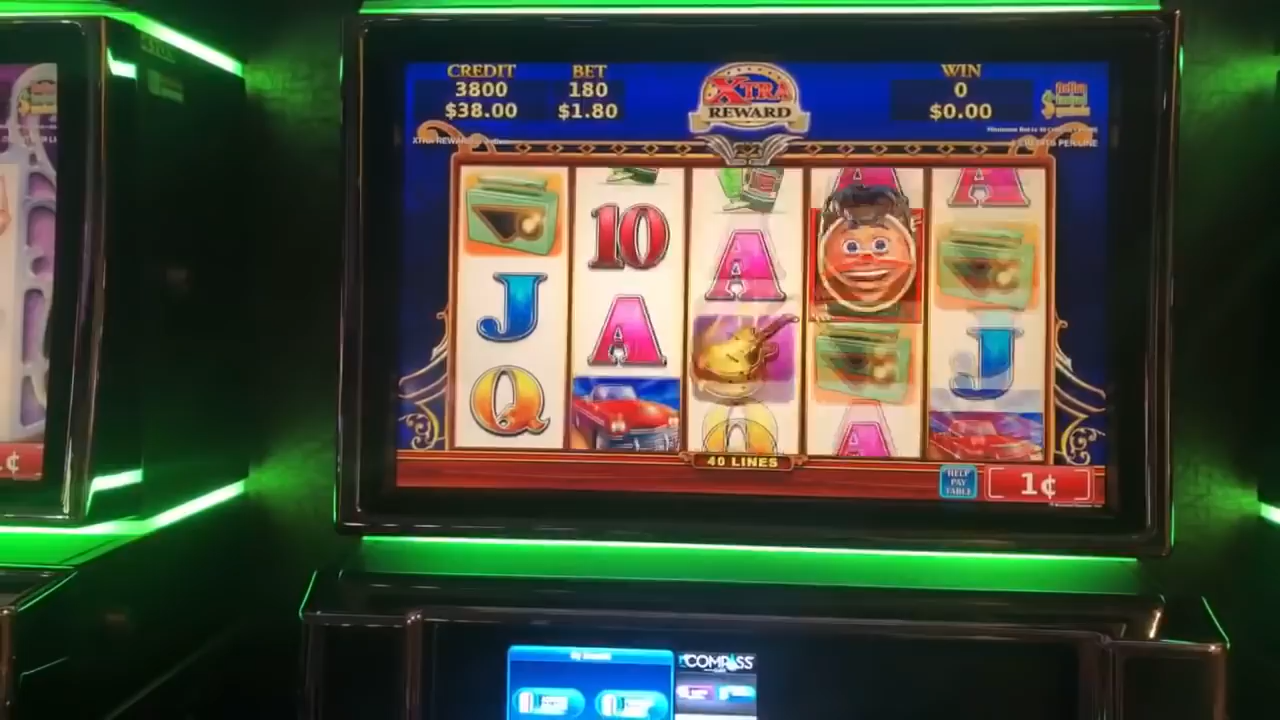 CREDIT
3800
$38.00
BET
180
$1.80
XTRA
REWARD
WIN
0
$0.00
10
A
A
A
A
J
A
J
Q
A
40 LINES
HELP
PAY
TABLE
1¢
¢
COMPASS